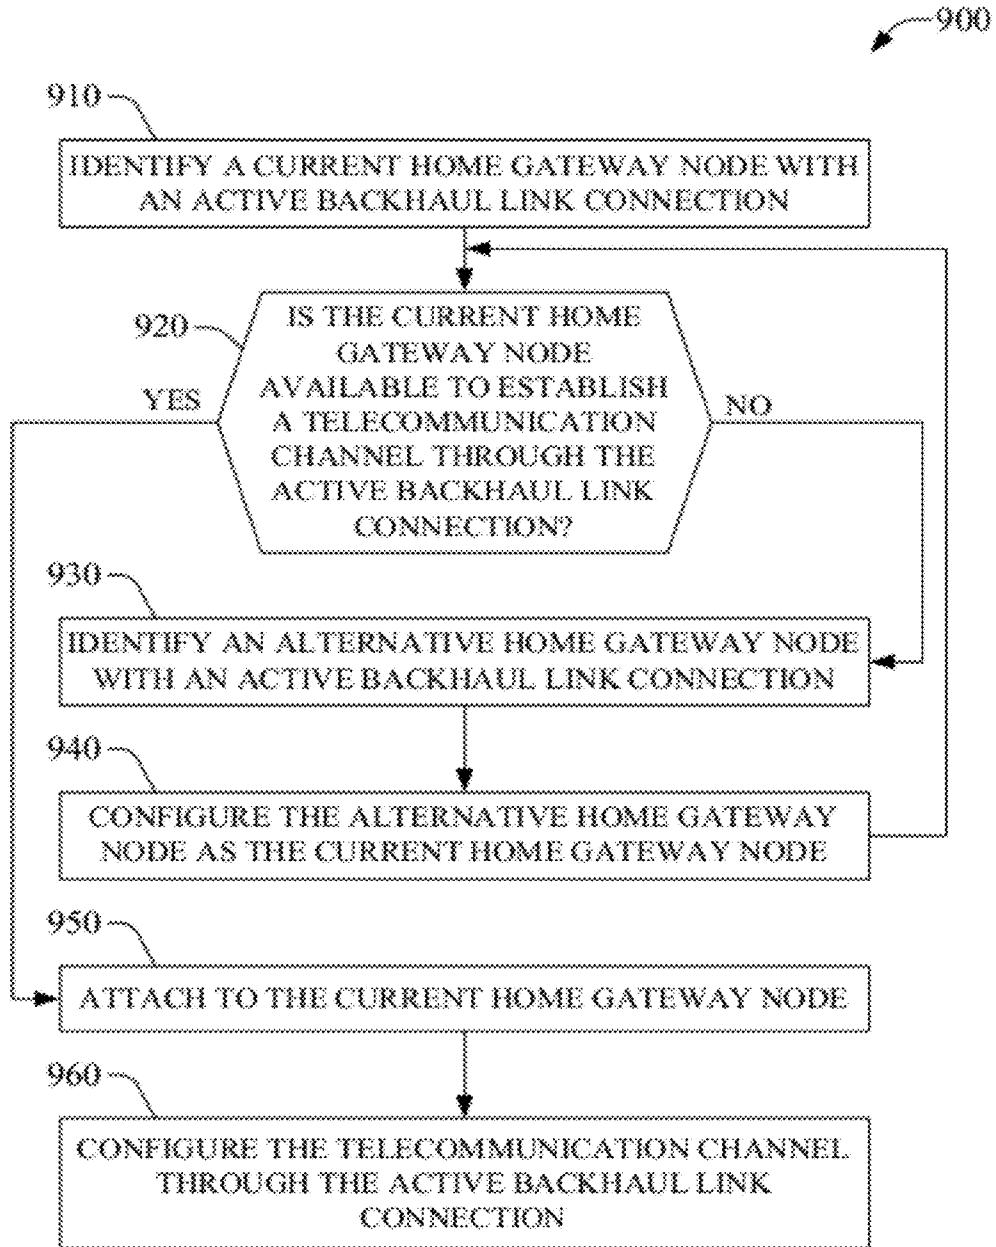 900
910
IDENTIFY A CURRENT HOME GATEWAY NODE WITH
AN ACTIVE BACKHAUL LINK CONNECTION
920
IS THE CURRENT HOME
GATEWAY NODE
AVAILABLE TO ESTABLISH
A TELECOMMUNICATION
CHANNEL THROUGH THE
ACTIVE BACKHAUL LINK
CONNECTION?
YES
NO
930
IDENTIFY AN ALTERNATIVE HOME GATEWAY NODE
WITH AN ACTIVE BACKHAUL LINK CONNECTION
940
CONFIGURE THE ALTERNATIVE HOME GATEWAY
NODE AS THE CURRENT HOME GATEWAY NODE
950
ATTACH TO THE CURRENT HOME GATEWAY NODE
960
CONFIGURE THE TELECOMMUNICATION CHANNEL
THROUGH THE ACTIVE BACKHAUL LINK
CONNECTION